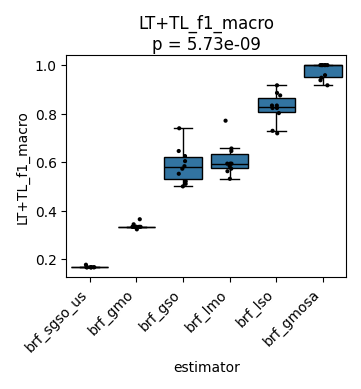 LT+TL_f1_macro
p = 5.73e-09
LT+TL_f1_macro
1.0
0.8
0.6
0.4
0.2
brf_sgso_us
brf_gmo
brf_gso
brf_lmo
brf_lso
brf_gmosa
estimator